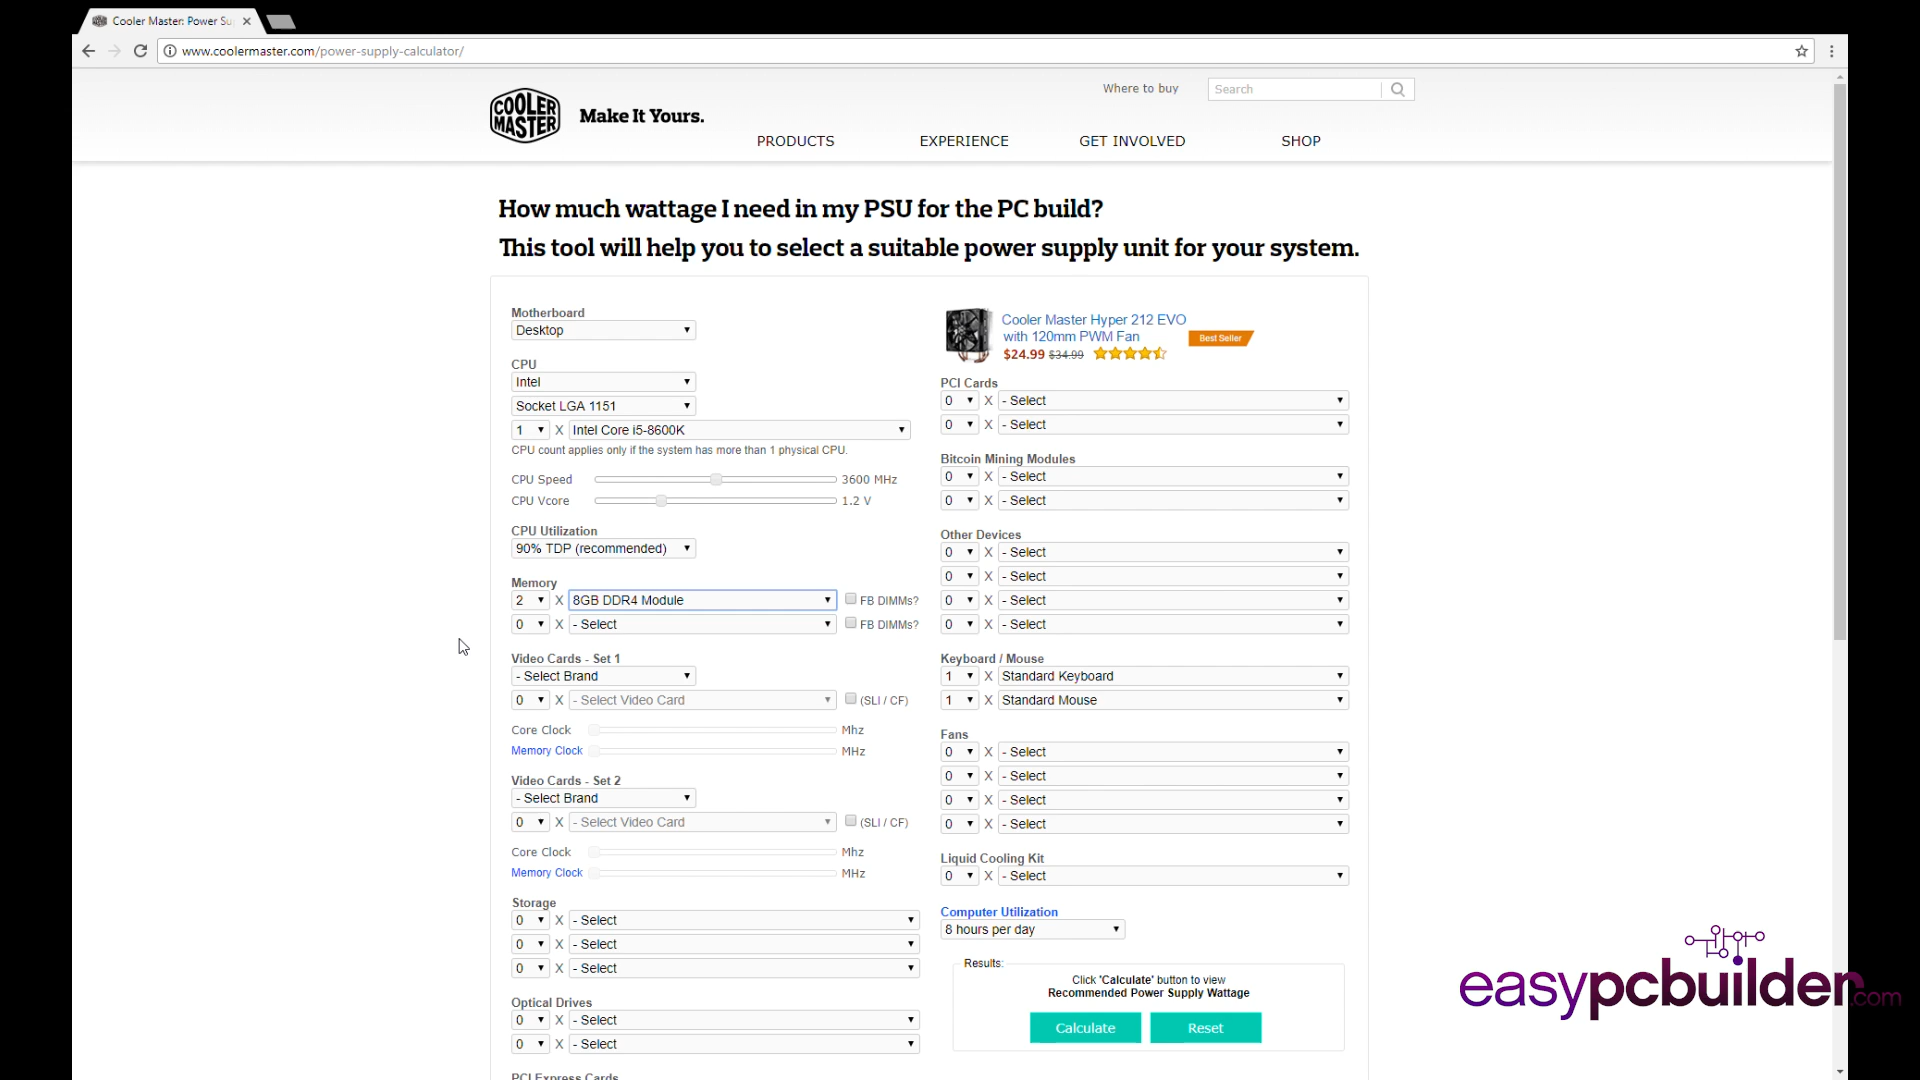 Cooler Master: Power Su
www.coolermaster.com/power-supply-calculator/
Where to buy
Search
COOLER MASTER
Make It Yours.
PRODUCTS
EXPERIENCE
GET INVOLVED
SHOP
How much wattage I need in my PSU for the PC build?
This tool will help you to select a suitable power supply unit for your system.
Motherboard
Desktop
CPU
Intel
Socket LGA 1151
1 X Intel Core i5-8600K
CPU count applies only if the system has more than 1 physical CPU.
CPU Speed 3600 MHz
CPU Vcore 1.2 V
CPU Utilization
90% TDP (recommended)
Memory
2 X 8GB DDR4 Module FB DIMMs?
0 X - Select FB DIMMs?
Video Cards - Set 1
- Select Brand
0 X - Select Video Card (SLI / CF)
Core Clock Mhz
Memory Clock MHz
Video Cards - Set 2
- Select Brand
0 X - Select Video Card (SLI / CF)
Core Clock Mhz
Memory Clock MHz
Storage
0 X - Select
0 X - Select
0 X - Select
Optical Drives
0 X - Select
0 X - Select
PCI Express Cards
Cooler Master Hyper 212 EVO
with 120mm PWM Fan
Best Seller
$24.99 $34.99
PCI Cards
0 X - Select
0 X - Select
Bitcoin Mining Modules
0 X - Select
0 X - Select
Other Devices
0 X - Select
0 X - Select
0 X - Select
0 X - Select
Keyboard / Mouse
1 X Standard Keyboard
1 X Standard Mouse
Fans
0 X - Select
0 X - Select
0 X - Select
0 X - Select
Liquid Cooling Kit
0 X - Select
Computer Utilization
8 hours per day
Results:
Click 'Calculate' button to view
Recommended Power Supply Wattage
Calculate
Reset
easypcbuilder.com